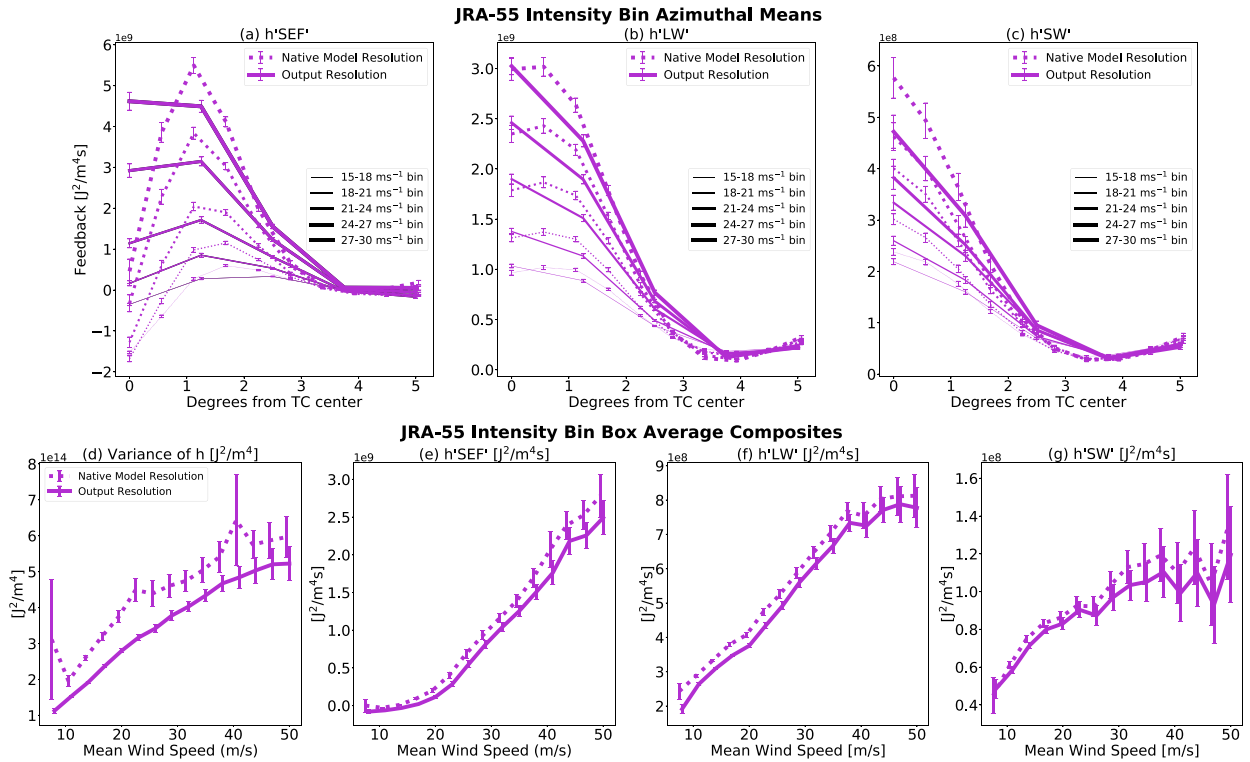 JRA-55 Intensity Bin Azimuthal Means
(a) h'SEF'
(b) h'LW'
(c) h'SW'
1e9
1e9
1e8
Native Model Resolution
Output Resolution
Native Model Resolution
Output Resolution
Native Model Resolution
Output Resolution
15-18 ms⁻¹ bin
18-21 ms⁻¹ bin
21-24 ms⁻¹ bin
24-27 ms⁻¹ bin
27-30 ms⁻¹ bin
15-18 ms⁻¹ bin
18-21 ms⁻¹ bin
21-24 ms⁻¹ bin
24-27 ms⁻¹ bin
27-30 ms⁻¹ bin
15-18 ms⁻¹ bin
18-21 ms⁻¹ bin
21-24 ms⁻¹ bin
24-27 ms⁻¹ bin
27-30 ms⁻¹ bin
Feedback [J²/m⁴s]
6
5
4
3
2
1
0
−1
−2
3.0
2.5
2.0
1.5
1.0
0.5
0.0
6
5
4
3
2
1
0
0 1 2 3 4 5
0 1 2 3 4 5
0 1 2 3 4 5
Degrees from TC center
Degrees from TC center
Degrees from TC center
JRA-55 Intensity Bin Box Average Composites
(d) Variance of h [J²/m⁴]
(e) h'SEF' [J²/m⁴s]
(f) h'LW' [J²/m⁴s]
(g) h'SW' [J²/m⁴s]
1e14
1e9
1e8
1e8
Native Model Resolution
Output Resolution
[J²/m⁴]
8
7
6
5
4
3
2
1
[J²/m⁴s]
3.0
2.5
2.0
1.5
1.0
0.5
0.0
[J²/m⁴s]
9
8
7
6
5
4
3
2
[J²/m⁴s]
1.6
1.4
1.2
1.0
0.8
0.6
0.4
10 20 30 40 50
10 20 30 40 50
10 20 30 40 50
10 20 30 40 50
Mean Wind Speed (m/s)
Mean Wind Speed (m/s)
Mean Wind Speed [m/s]
Mean Wind Speed [m/s]